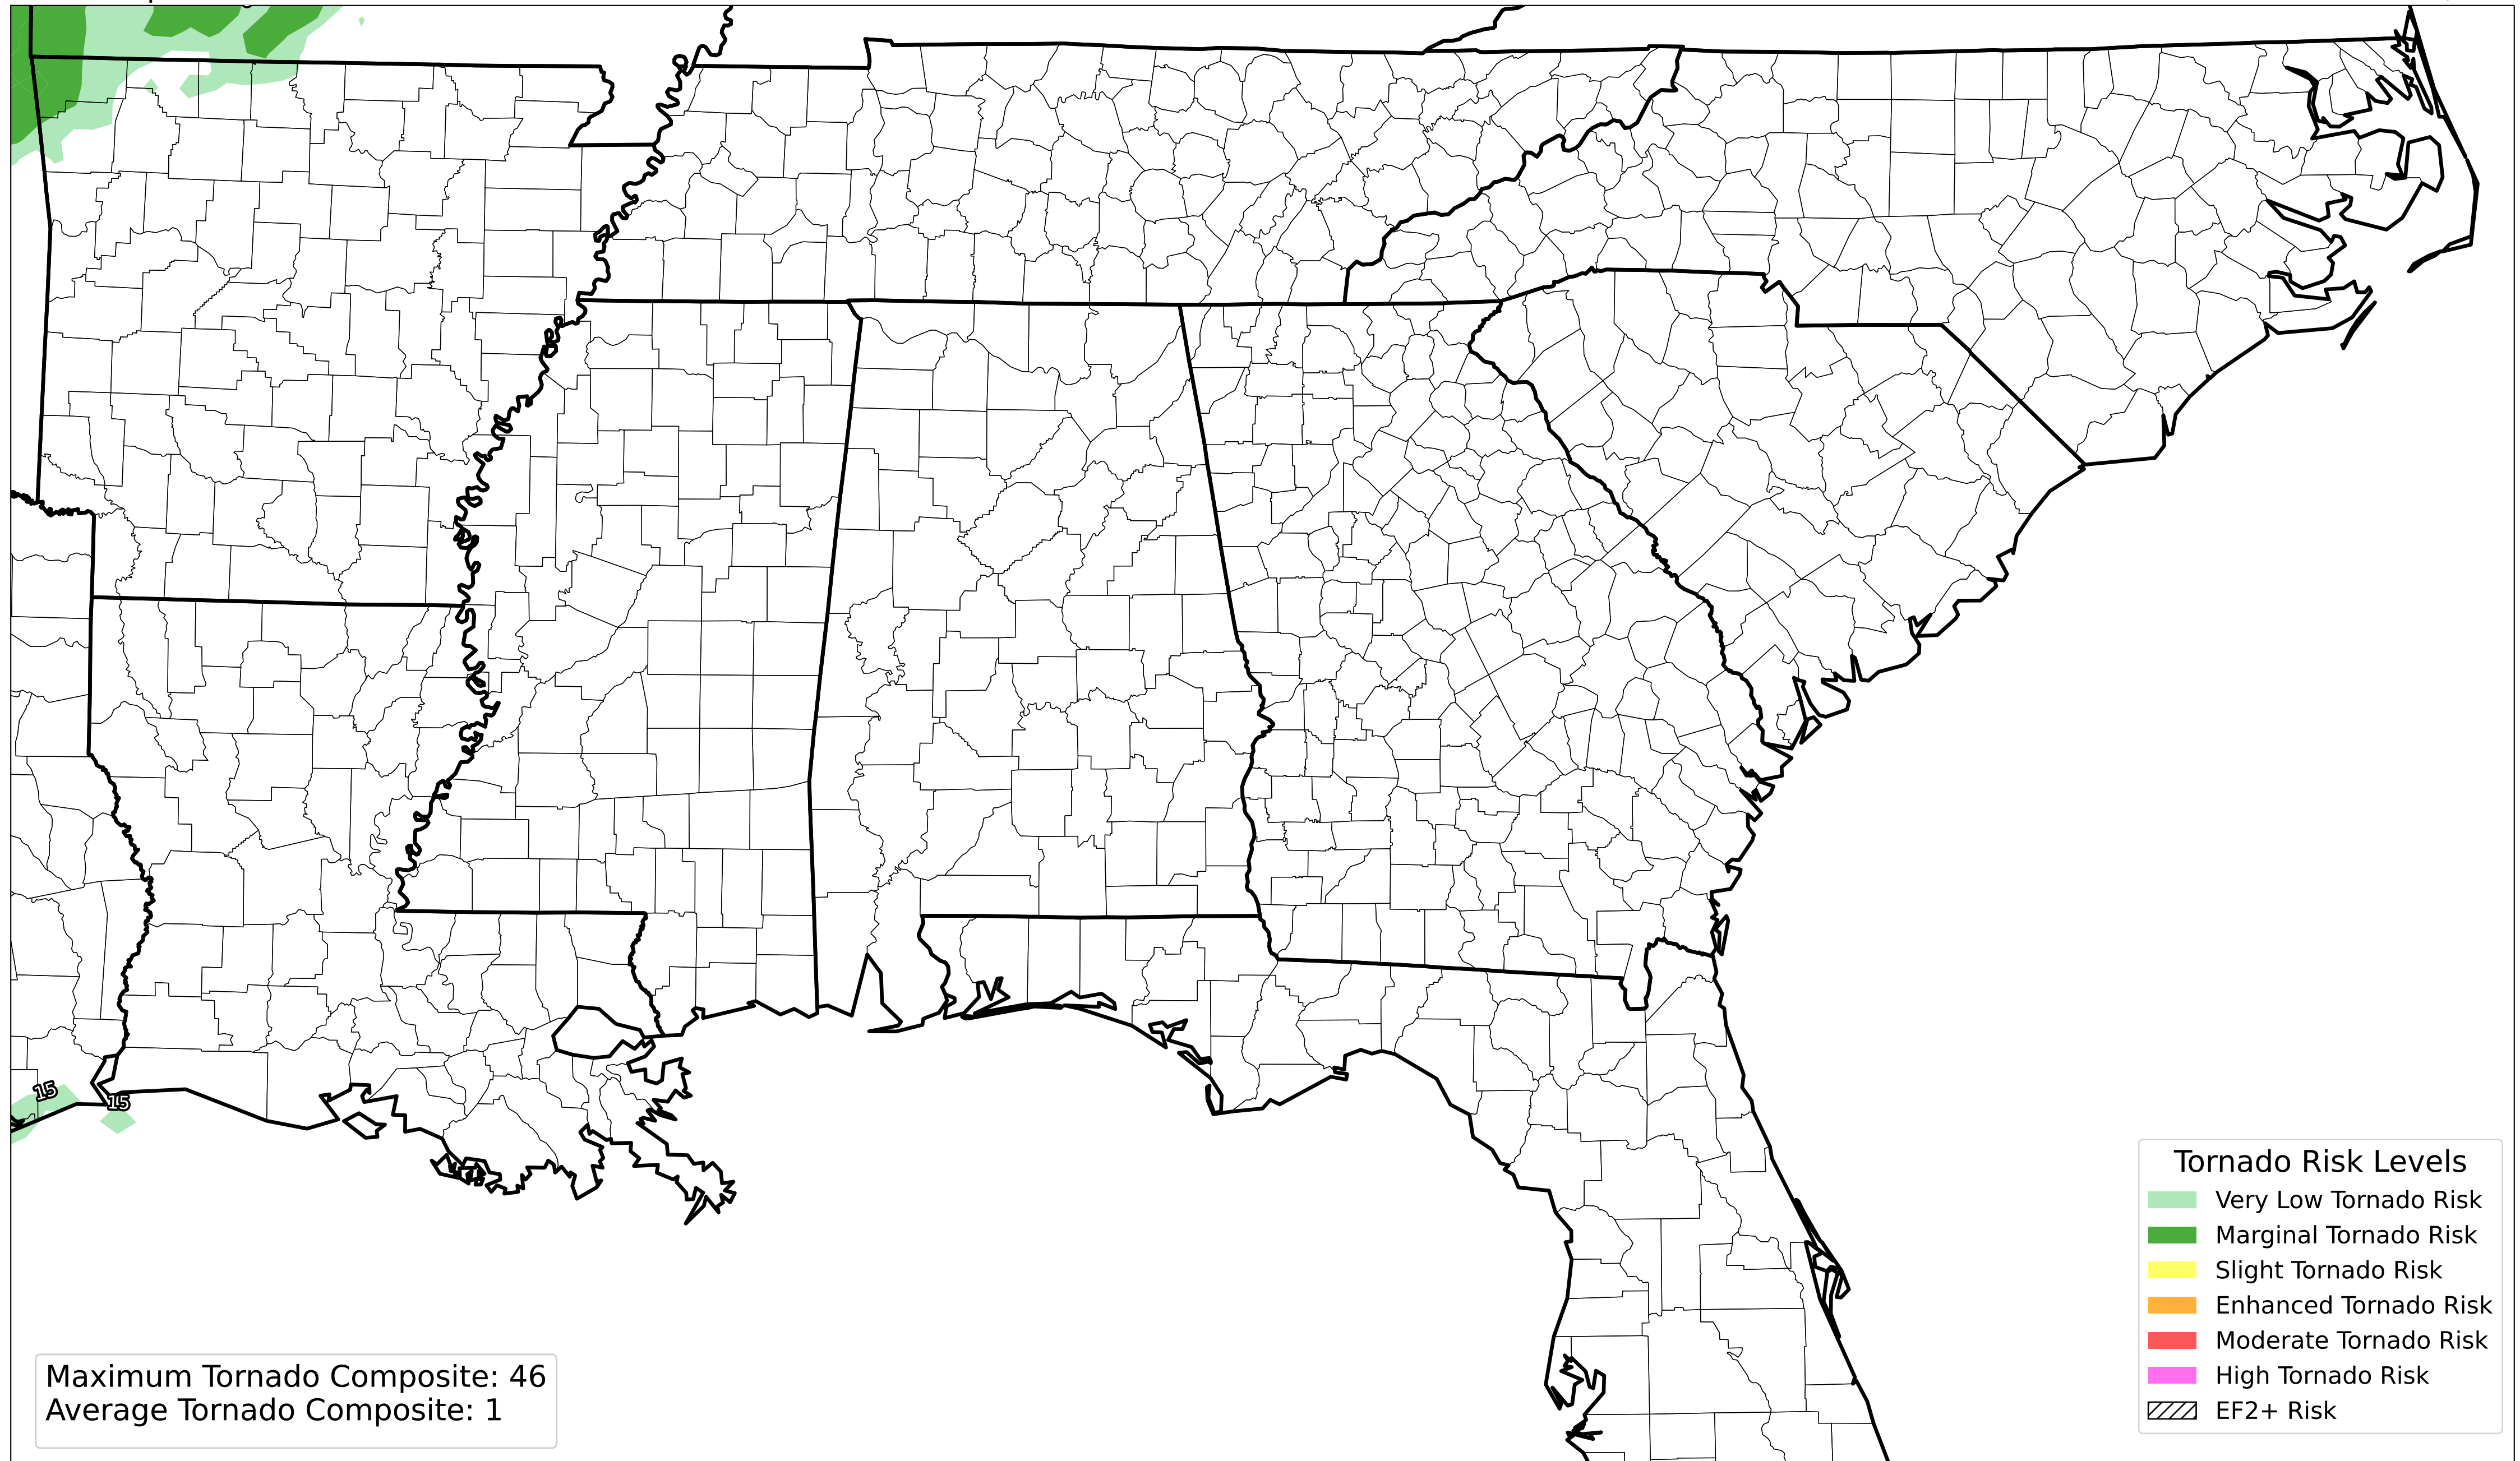 15
15
Tornado Risk Levels
Very Low Tornado Risk
Marginal Tornado Risk
Slight Tornado Risk
Enhanced Tornado Risk
Moderate Tornado Risk
High Tornado Risk
EF2+ Risk
Maximum Tornado Composite: 46
Average Tornado Composite: 1